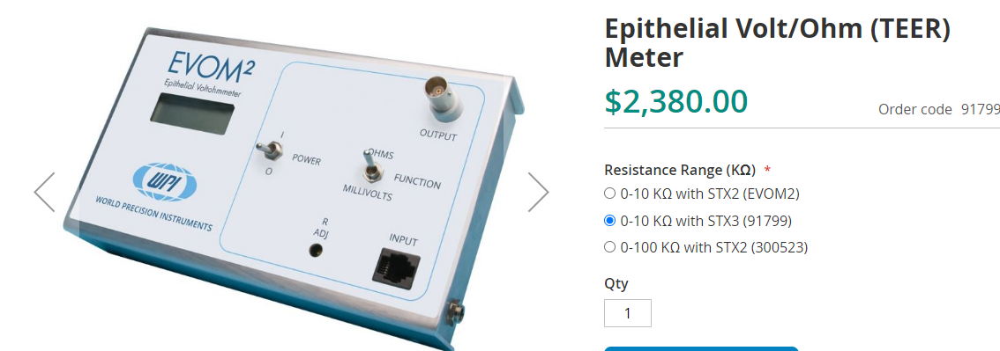 EVOM²
Epithelial Voltohmmeter
OUTPUT
I
POWER
O
OHMS
FUNCTION
MILLIVOLTS
WPI
WORLD PRECISION INSTRUMENTS
R
ADJ
INPUT
Epithelial Volt/Ohm (TEER)
Meter
$2,380.00
Order code 91799
Resistance Range (KΩ) *
0-10 KΩ with STX2 (EVOM2)
0-10 KΩ with STX3 (91799)
0-100 KΩ with STX2 (300523)
Qty
1